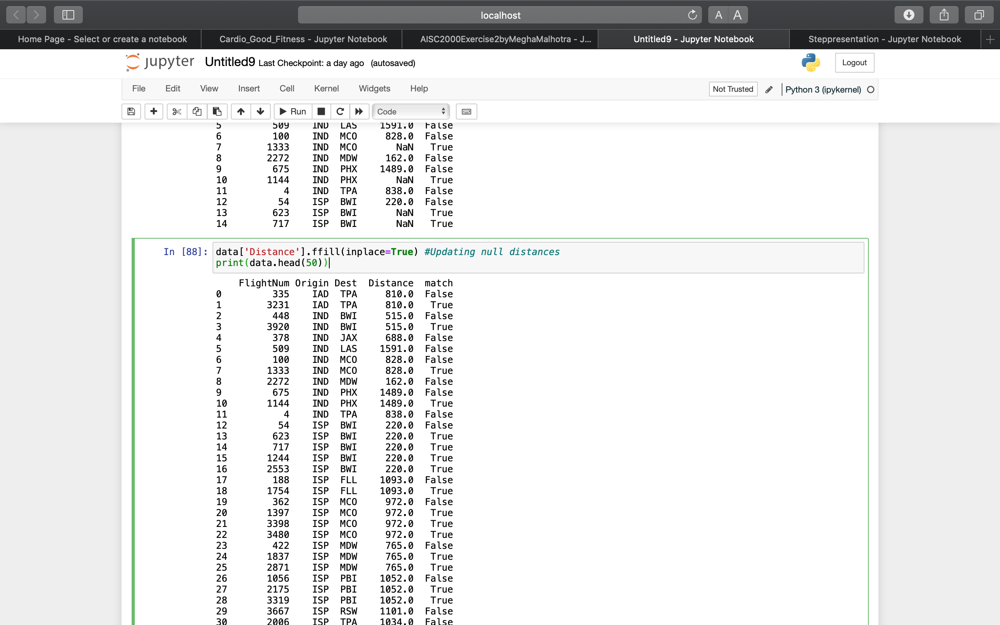 localhost
A A
Home Page - Select or create a notebook
Cardio_Good_Fitness - Jupyter Notebook
AISC2000Exercise2byMeghaMalhotra - J...
Untitled9 - Jupyter Notebook
Steppresentation - Jupyter Notebook
jupyter Untitled9 Last Checkpoint: a day ago (autosaved)
Logout
File Edit View Insert Cell Kernel Widgets Help
Not Trusted
Python 3 (ipykernel)
Run
Code
5 509 IND LAS 1591.0 False
6 100 IND MCO 828.0 False
7 1333 IND MCO NaN True
8 2272 IND MDW 162.0 False
9 675 IND PHX 1489.0 False
10 1144 IND PHX NaN True
11 4 IND TPA 838.0 False
12 54 ISP BWI 220.0 False
13 623 ISP BWI NaN True
14 717 ISP BWI NaN True
In [88]: data['Distance'].ffill(inplace=True) #Updating null distances
print(data.head(50))
FlightNum Origin Dest Distance match
0 335 IAD TPA 810.0 False
1 3231 IAD TPA 810.0 True
2 448 IND BWI 515.0 False
3 3920 IND BWI 515.0 True
4 378 IND JAX 688.0 False
5 509 IND LAS 1591.0 False
6 100 IND MCO 828.0 False
7 1333 IND MCO 828.0 True
8 2272 IND MDW 162.0 False
9 675 IND PHX 1489.0 False
10 1144 IND PHX 1489.0 True
11 4 IND TPA 838.0 False
12 54 ISP BWI 220.0 False
13 623 ISP BWI 220.0 True
14 717 ISP BWI 220.0 True
15 1244 ISP BWI 220.0 True
16 2553 ISP BWI 220.0 True
17 188 ISP FLL 1093.0 False
18 1754 ISP FLL 1093.0 True
19 362 ISP MCO 972.0 False
20 1397 ISP MCO 972.0 True
21 3398 ISP MCO 972.0 True
22 3480 ISP MCO 972.0 True
23 422 ISP MDW 765.0 False
24 1837 ISP MDW 765.0 True
25 2871 ISP MDW 765.0 True
26 1056 ISP PBI 1052.0 False
27 2175 ISP PBI 1052.0 True
28 3319 ISP PBI 1052.0 True
29 3667 ISP RSW 1101.0 False
30 2006 ISP TPA 1034.0 False